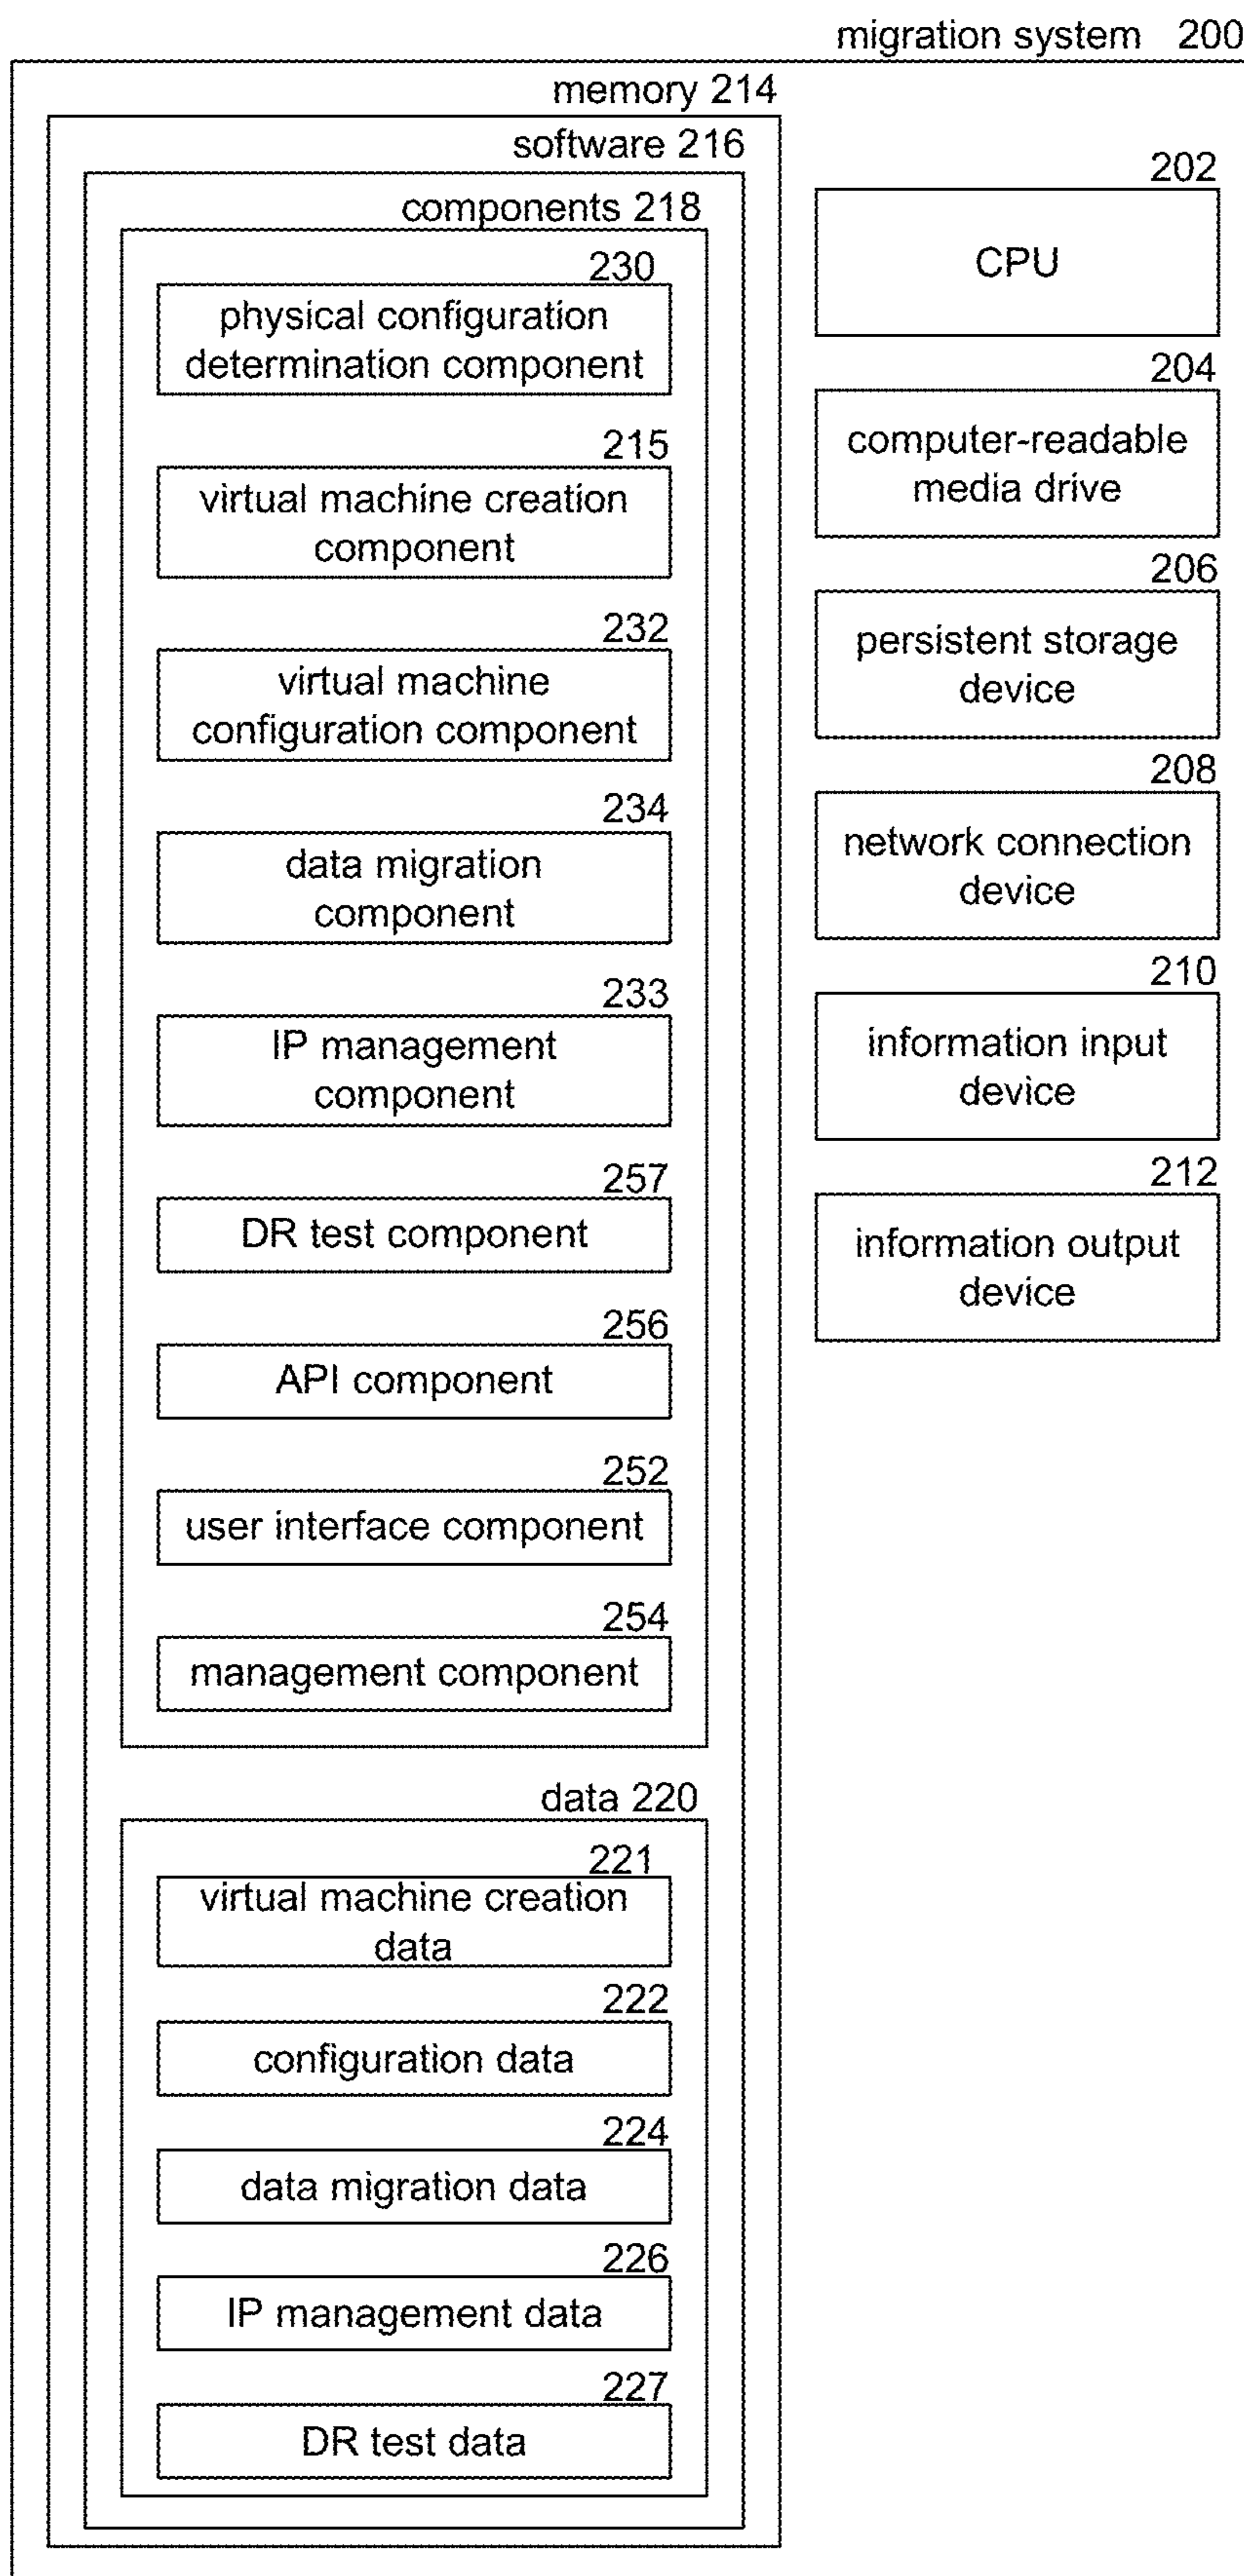 migration system 200
memory 214
software 216
components 218
230
physical configuration
determination component
215
virtual machine creation
component
232
virtual machine
configuration component
234
data migration
component
233
IP management
component
257
DR test component
256
API component
252
user interface component
254
management component
data 220
221
virtual machine creation
data
222
configuration data
224
data migration data
226
IP management data
227
DR test data
202
CPU
204
computer-readable
media drive
206
persistent storage
device
208
network connection
device
210
information input
device
212
information output
device